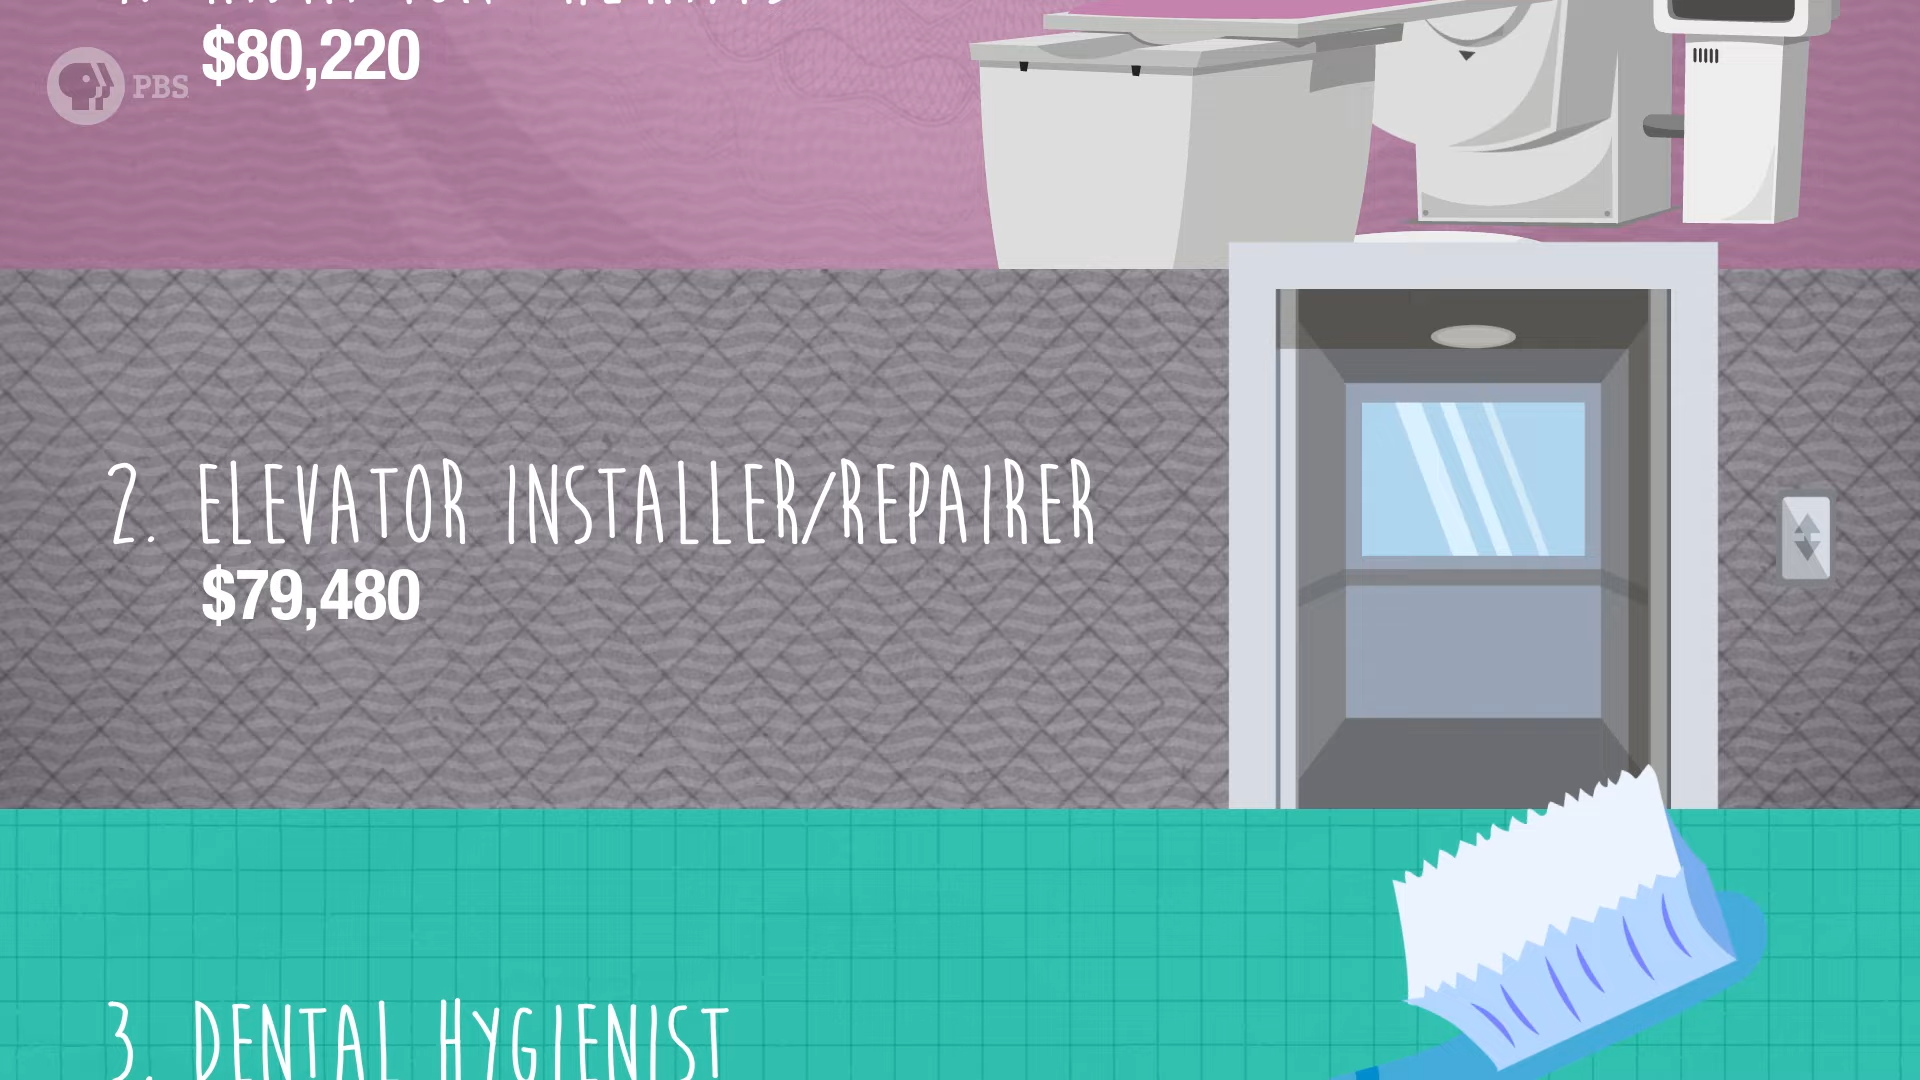 $80,220
PBS
2. ELEVATOR INSTALLER/REPAIRER
$79,480
3. DENTAL HYGIENIST